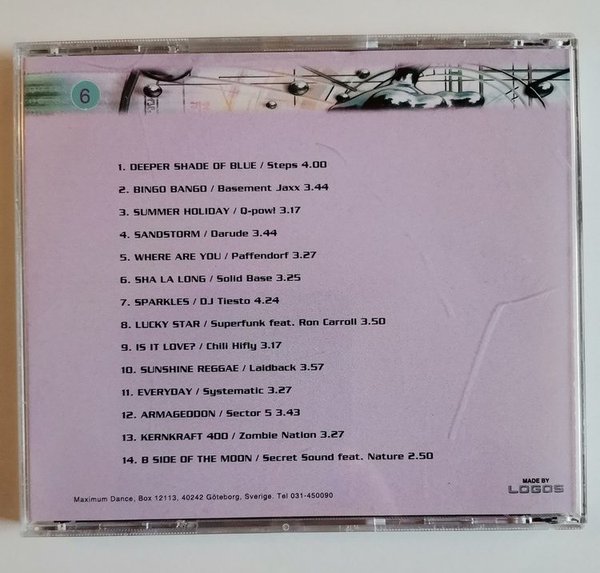 6
1. DEEPER SHADE OF BLUE / Steps 4.00
2. BINGO BANGO / Basement Jaxx 3.44
3. SUMMER HOLIDAY / Q-pow! 3.17
4. SANDSTORM / Darude 3.44
5. WHERE ARE YOU / Paffendorf 3.27
6. SHA LA LONG / Solid Base 3.25
7. SPARKLES / DJ Tiesto 4.24
8. LUCKY STAR / Superfunk feat. Ron Carroll 3.50
9. IS IT LOVE? / Chili Hifly 3.17
10. SUNSHINE REGGAE / Laidback 3.57
11. EVERYDAY / Systematic 3.27
12. ARMAGEDDON / Sector 5 3.43
13. KERNKRAFT 400 / Zombie Nation 3.27
14. B SIDE OF THE MOON / Secret Sound feat. Nature 2.50
MADE BY
LOGOS
Maximum Dance, Box 12113, 40242 Göteborg, Sverige. Tel 031-450090